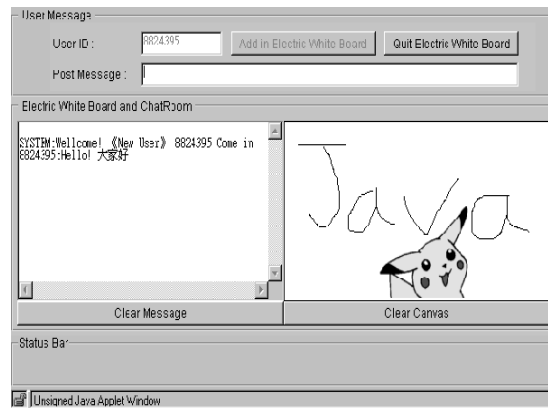 User Message
User ID :
8824395
Add in Electric White Board
Quit Electric White Board
Post Message :
Electric White Board and ChatRoom
SYSTEM:Wellcome! 《New User》 8824395 Come in
8824395:Hello! 大家好
Java
Clear Message
Clear Canvas
Status Bar
Unsigned Java Applet Window